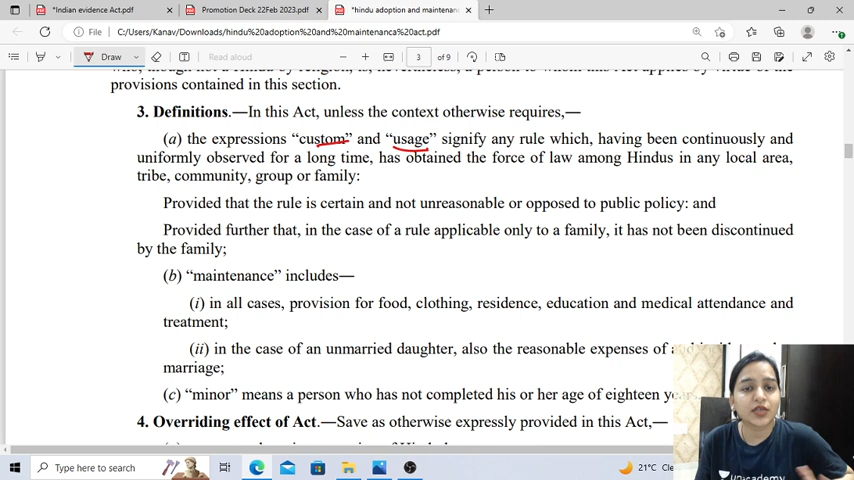 *Indian evidence Act.pdf
Promotion Deck 22Feb 2023.pdf
*hindu adoption and maintenanc
File
C:/Users/Kanav/Downloads/hindu%20adoption%20and%20maintenanca%20act.pdf
Draw
Read aloud
3
of 9
provisions contained in this section.
3. Definitions.—In this Act, unless the context otherwise requires,—
(a) the expressions “custom” and “usage” signify any rule which, having been continuously and
uniformly observed for a long time, has obtained the force of law among Hindus in any local area,
tribe, community, group or family:
Provided that the rule is certain and not unreasonable or opposed to public policy: and
Provided further that, in the case of a rule applicable only to a family, it has not been discontinued
by the family;
(b) “maintenance” includes—
(i) in all cases, provision for food, clothing, residence, education and medical attendance and
treatment;
(ii) in the case of an unmarried daughter, also the reasonable expenses of
marriage;
(c) “minor” means a person who has not completed his or her age of eighteen
4. Overriding effect of Act.—Save as otherwise expressly provided in this Act,—
Type here to search
21°C
unacademy